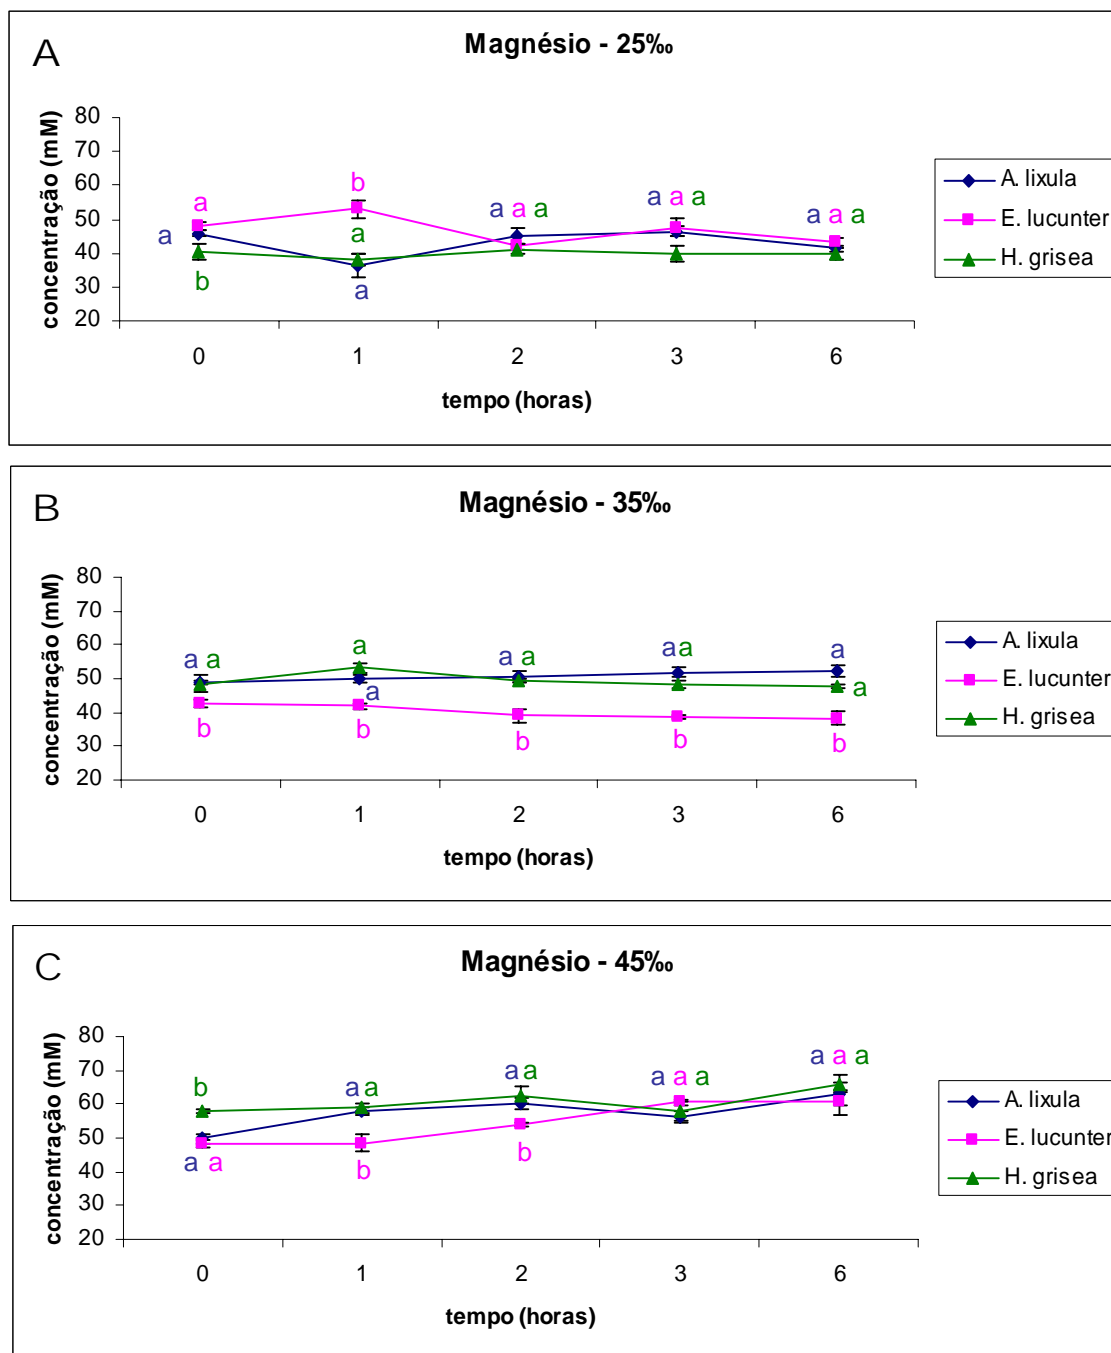 A
Magnésio - 25‰
concentração (mM)
80
70
60
50
40
30
20
a
a
b
b
a
a
a a a
a a a
a a a
0 1 2 3 6
tempo (horas)
A. lixula
E. lucunter
H. grisea
B
Magnésio - 35‰
concentração (mM)
80
70
60
50
40
30
20
a a
b
a
a
b
a a
b
a a
b
a
a
b
0 1 2 3 6
tempo (horas)
A. lixula
E. lucunter
H. grisea
C
Magnésio - 45‰
concentração (mM)
80
70
60
50
40
30
20
b
a a
a a
b
a a
b
a a a
a a a
0 1 2 3 6
tempo (horas)
A. lixula
E. lucunter
H. grisea